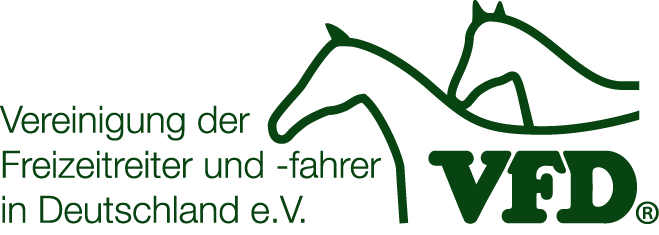 Vereinigung der
Freizeitreiter und -fahrer
in Deutschland e.V.
VFD®